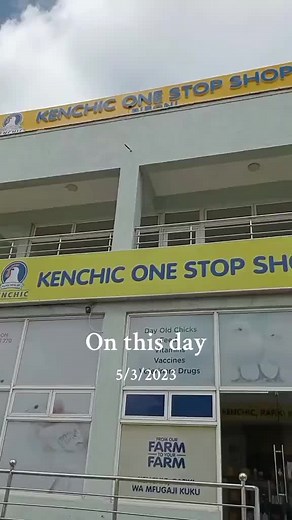 KENCHIC ONE STOP SHOP
KENCHIC ONE STOP SHO
NCHIC
On this day
5/3/2023
Day Old Chicks
Vitamins
Vaccines
Drugs
FROM OUR
FARM
TO YOUR
FARM
WA MFUGAJI KUKU
KENCHIC,